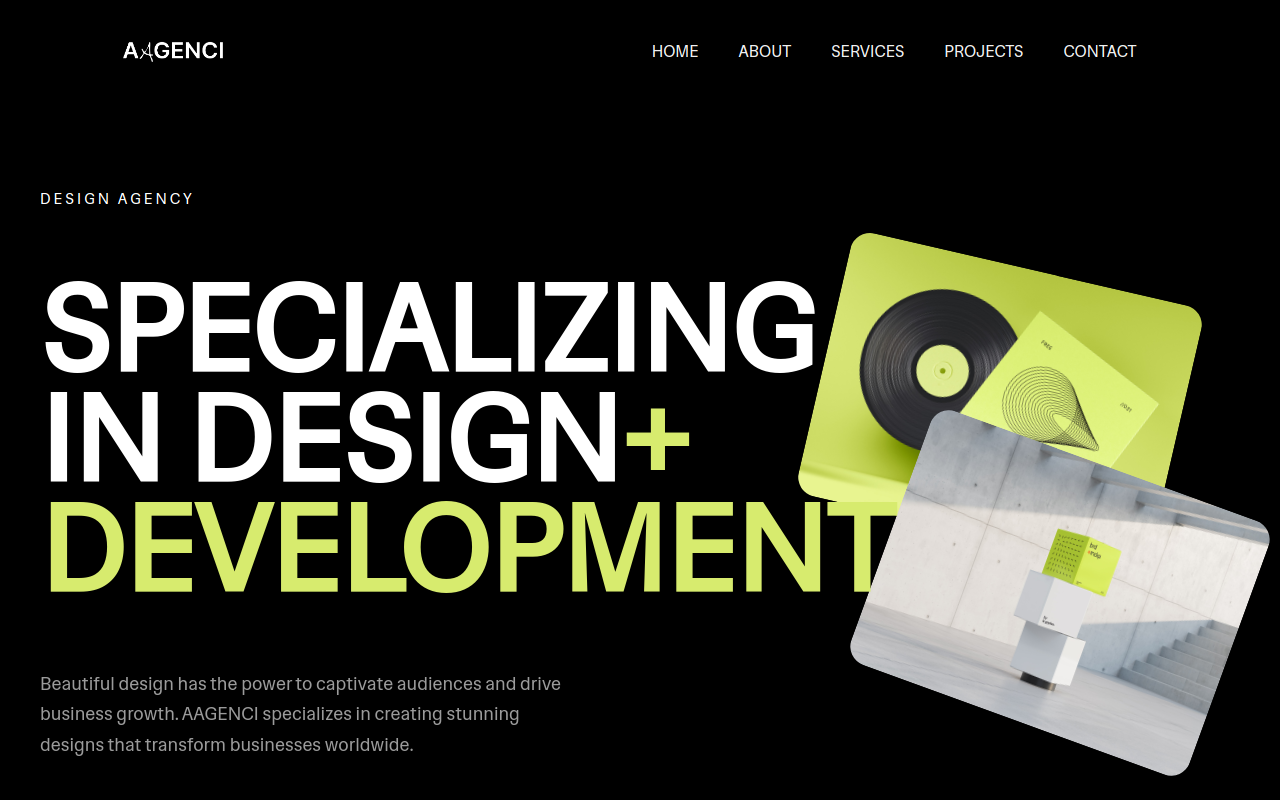 AAGENCI
HOME ABOUT SERVICES PROJECTS CONTACT
DESIGN AGENCY
SPECIALIZING
IN DESIGN+
DEVELOPMENT
Beautiful design has the power to captivate audiences and drive
business growth. AAGENCI specializes in creating stunning
designs that transform businesses worldwide.